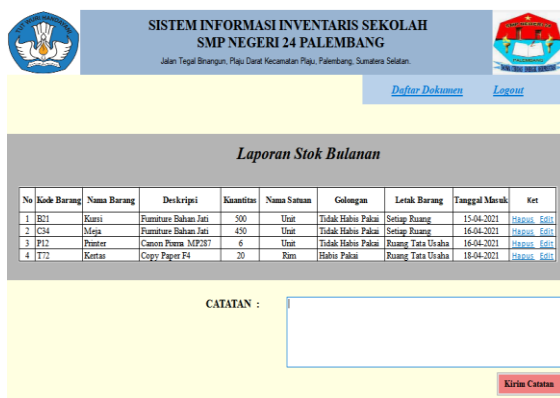 TUT WURI HANDAYANI
SISTEM INFORMASI INVENTARIS SEKOLAH
SMP NEGERI 24 PALEMBANG
Jalan Tegal Binangun, Plaju Darat Kecamatan Plaju, Palembang, Sumatera Selatan.
PALEMBANG
Daftar Dokumen Logout
Laporan Stok Bulanan
No Kode Barang Nama Barang Deskripsi Kuantitas Nama Satuan Golongan Letak Barang Tanggal Masuk Ket
1 B21 Kursi Furniture Bahan Jati 500 Unit Tidak Habis Pakai Setiap Ruang 15-04-2021 Hapus Edit
2 C34 Meja Furniture Bahan Jati 450 Unit Tidak Habis Pakai Setiap Ruang 16-04-2021 Hapus Edit
3 P12 Printer Canon Pixma MP287 6 Unit Tidak Habis Pakai Ruang Tata Usaha 16-04-2021 Hapus Edit
4 T72 Kertas Copy Paper F4 20 Rim Habis Pakai Ruang Tata Usaha 18-04-2021 Hapus Edit
CATATAN :
Kirim Catatan